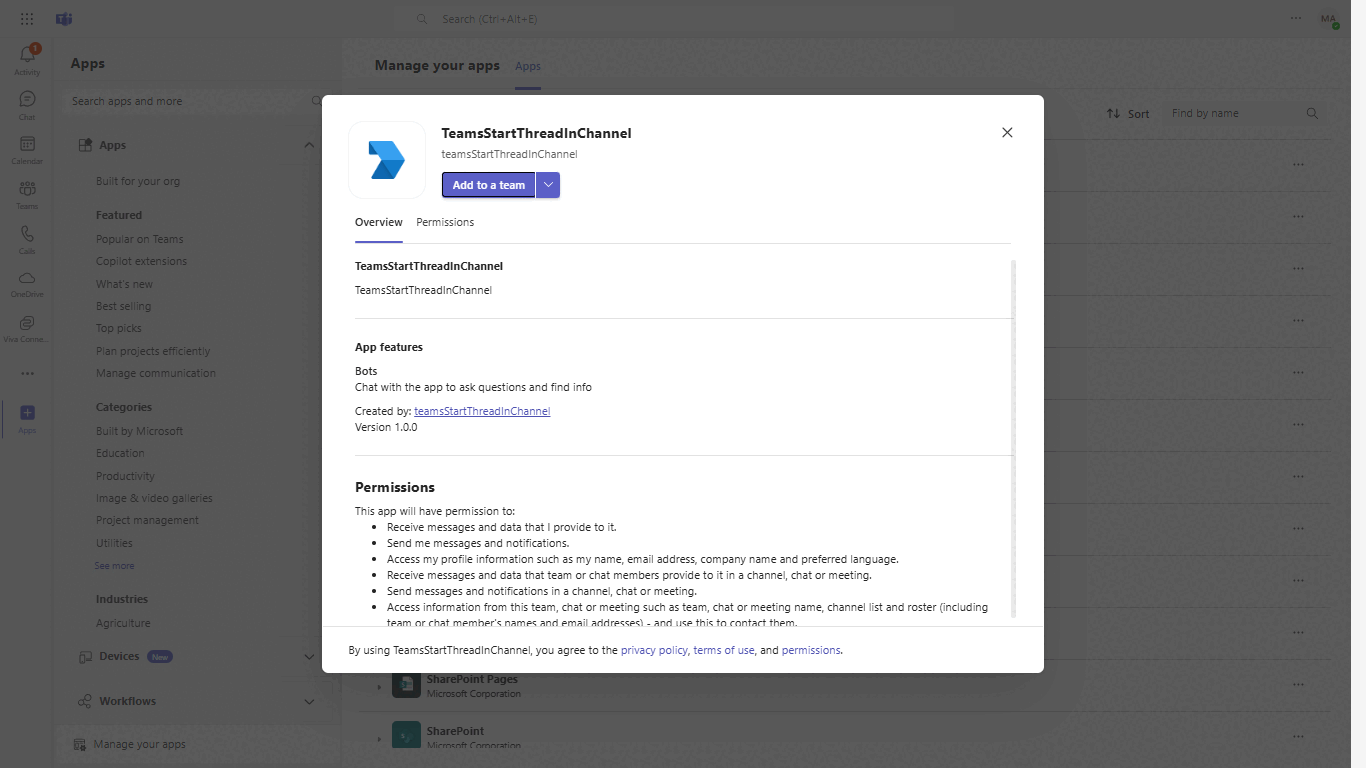 Search (Ctrl+Alt+E)
MA
1
Activity
Chat
Calendar
Teams
Calls
OneDrive
Viva Conne...
Apps
Apps
Search apps and more
Apps
Built for your org
Featured
Popular on Teams
Copilot extensions
What's new
Best selling
Top picks
Plan projects efficiently
Manage communication
Categories
Built by Microsoft
Education
Productivity
Image & video galleries
Project management
Utilities
See more
Industries
Agriculture
Devices New
Workflows
Manage your apps
Manage your apps Apps
Sort Find by name
TeamsStartThreadInChannel
teamsStartThreadInChannel
Add to a team
Overview Permissions
TeamsStartThreadInChannel
TeamsStartThreadInChannel
App features
Bots
Chat with the app to ask questions and find info
Created by: teamsStartThreadInChannel
Version 1.0.0
Permissions
This app will have permission to:
• Receive messages and data that I provide to it.
• Send me messages and notifications.
• Access my profile information such as my name, email address, company name and preferred language.
• Receive messages and data that team or chat members provide to it in a channel, chat or meeting.
• Send messages and notifications in a channel, chat or meeting.
• Access information from this team, chat or meeting such as team, chat or meeting name, channel list and roster (including
team or chat member's names and email addresses) - and use this to contact them.
By using TeamsStartThreadInChannel, you agree to the privacy policy, terms of use, and permissions.
SharePoint Pages
Microsoft Corporation
SharePoint
Microsoft Corporation